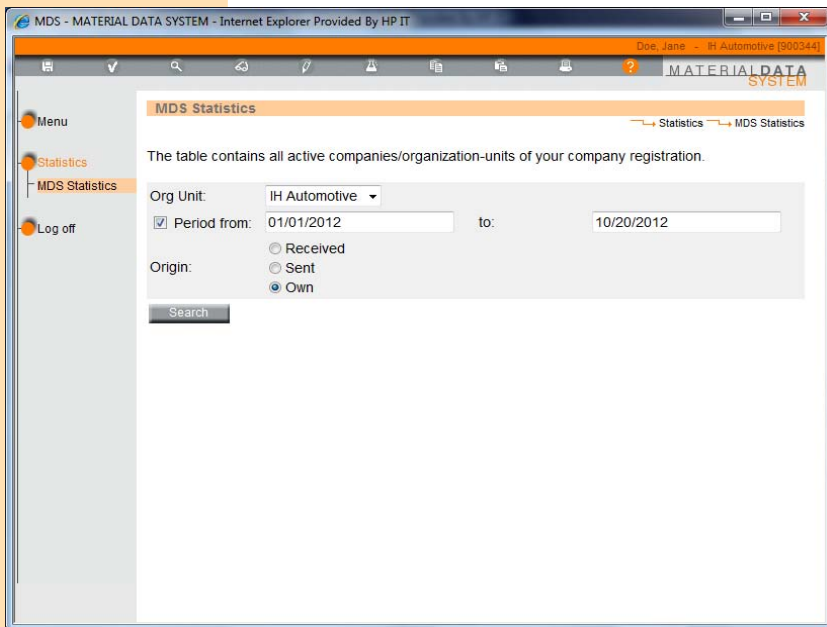 MDS - MATERIAL DATA SYSTEM - Internet Explorer Provided By HP IT
Doe, Jane - IH Automotive [900344]
?
MATERIALDATA
SYSTEM
MDS Statistics
Statistics MDS Statistics
Menu
Statistics
MDS Statistics
Log off
The table contains all active companies/organization-units of your company registration.
Org Unit: IH Automotive
Period from: 01/01/2012 to: 10/20/2012
Origin:
Received
Sent
Own
Search